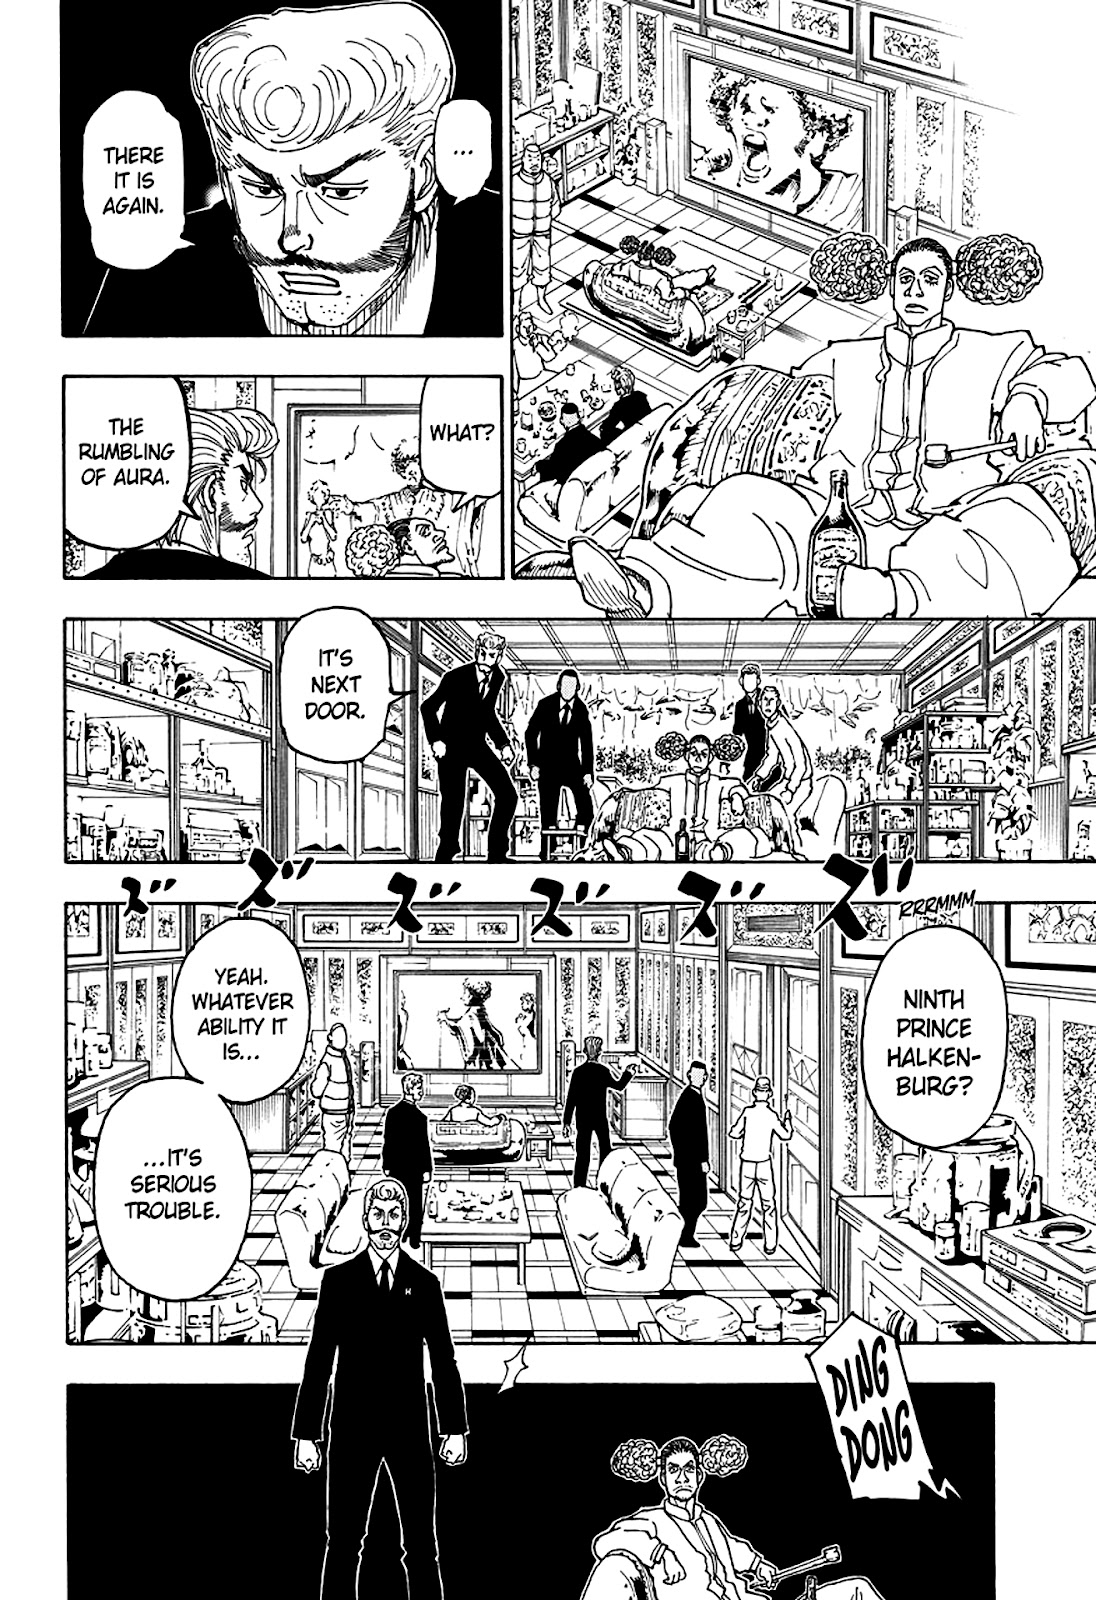 ...
THERE
IT IS
AGAIN.
WHAT?
THE
RUMBLING
OF AURA.
IT'S
NEXT
DOOR.
ズズズズズズ
RRRMMM
NINTH
PRINCE
HALKEN-
BURG?
YEAH.
WHATEVER
ABILITY IT
IS...
...IT'S
SERIOUS
TROUBLE.
H
DING
DONG